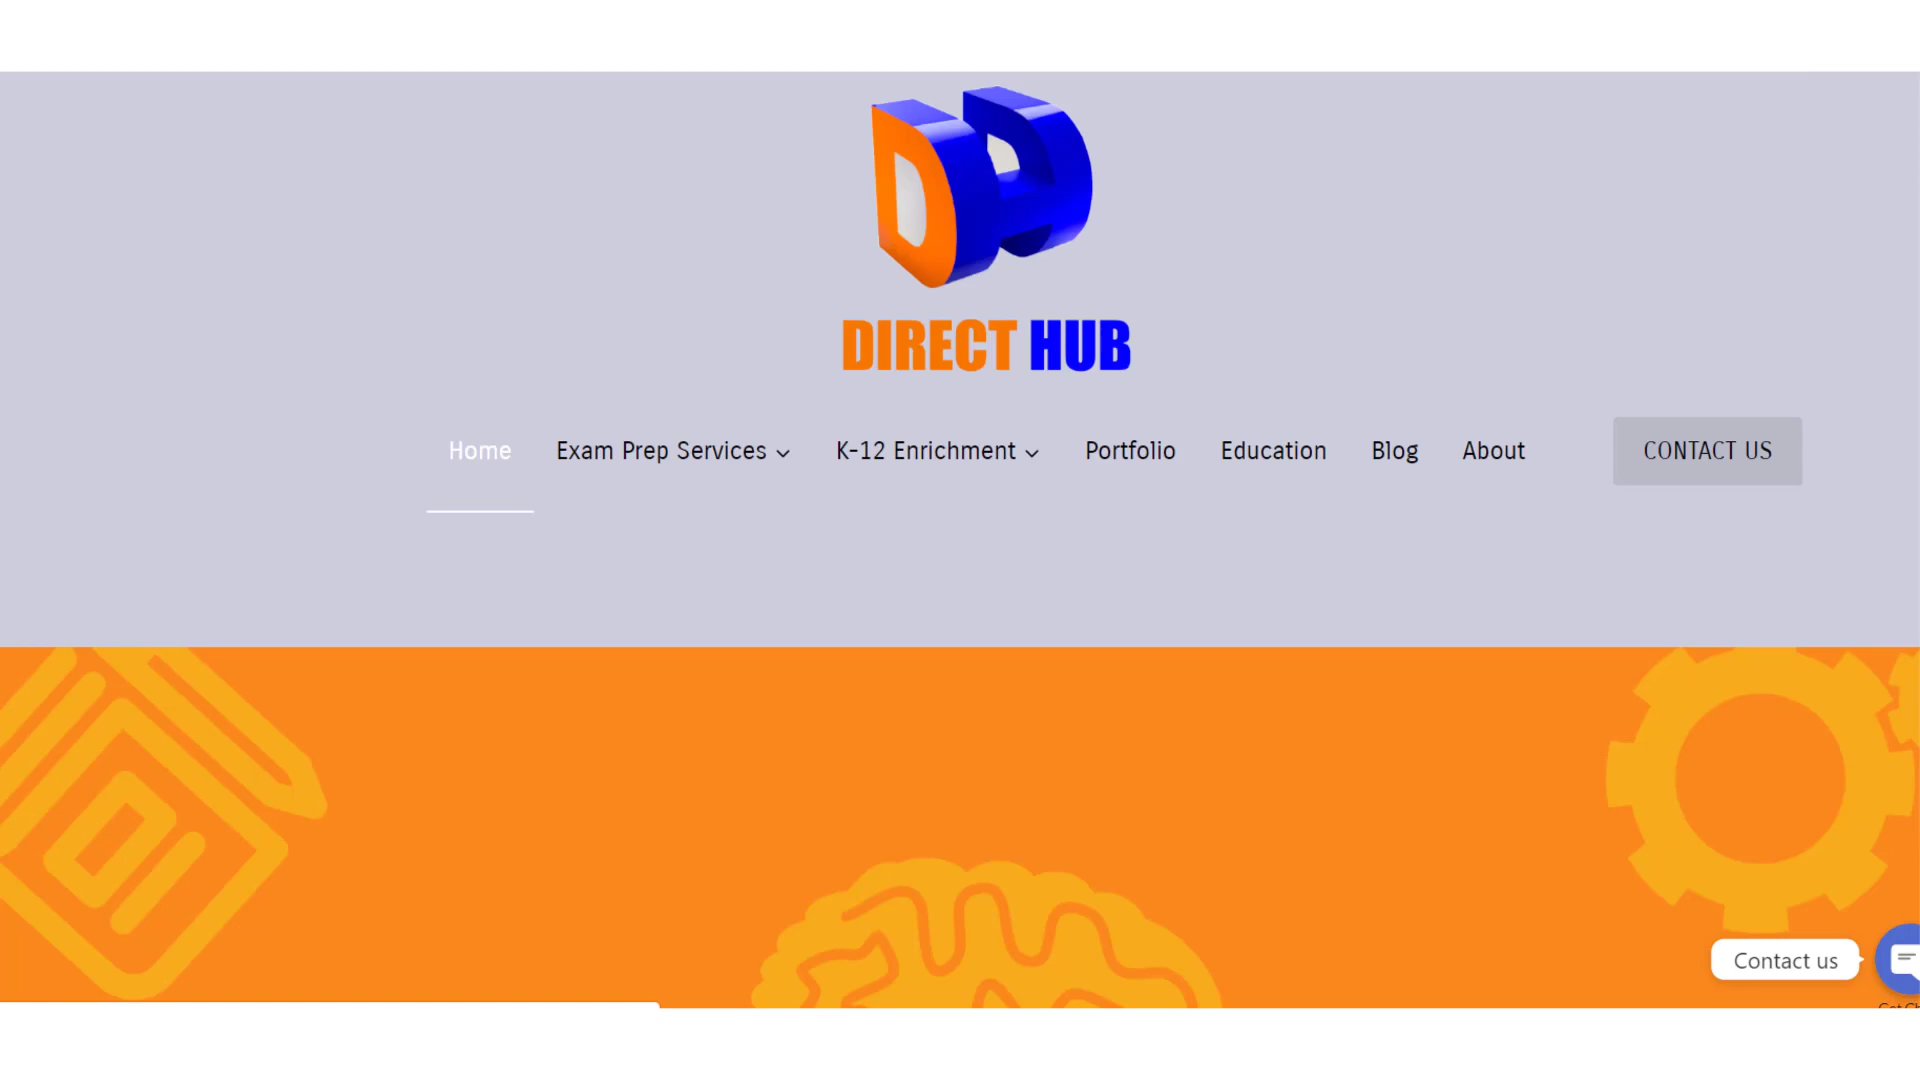 DIRECT HUB
Home Exam Prep Services K-12 Enrichment Portfolio Education Blog About CONTACT US
Contact us